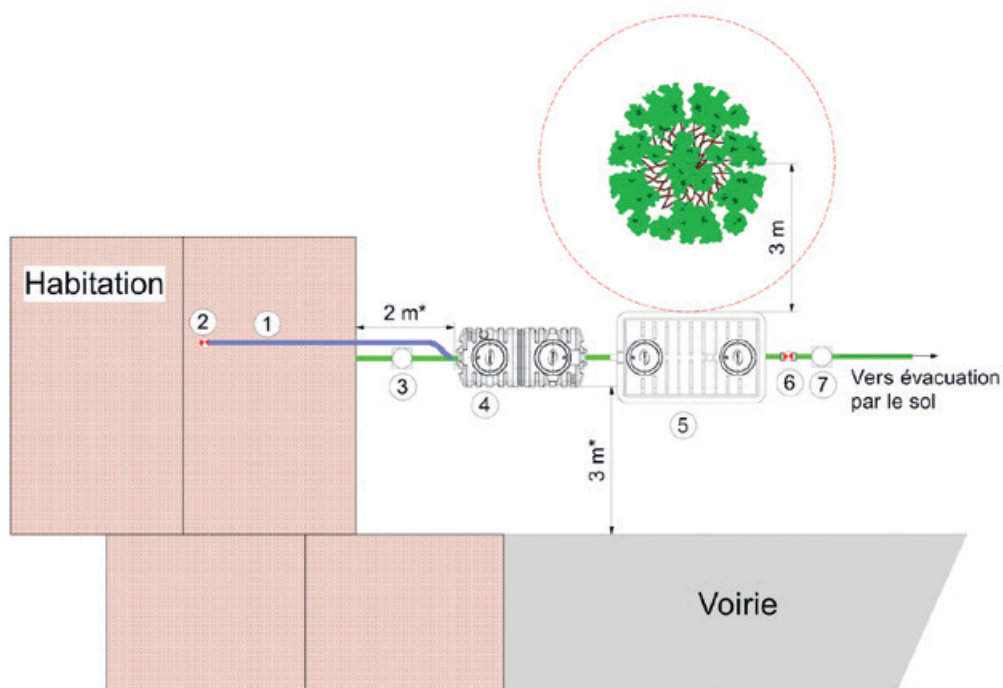 3 m
Habitation
2
1
2 m*
3
4
5
6
7
Vers évacuation
par le sol
3 m*
Voirie